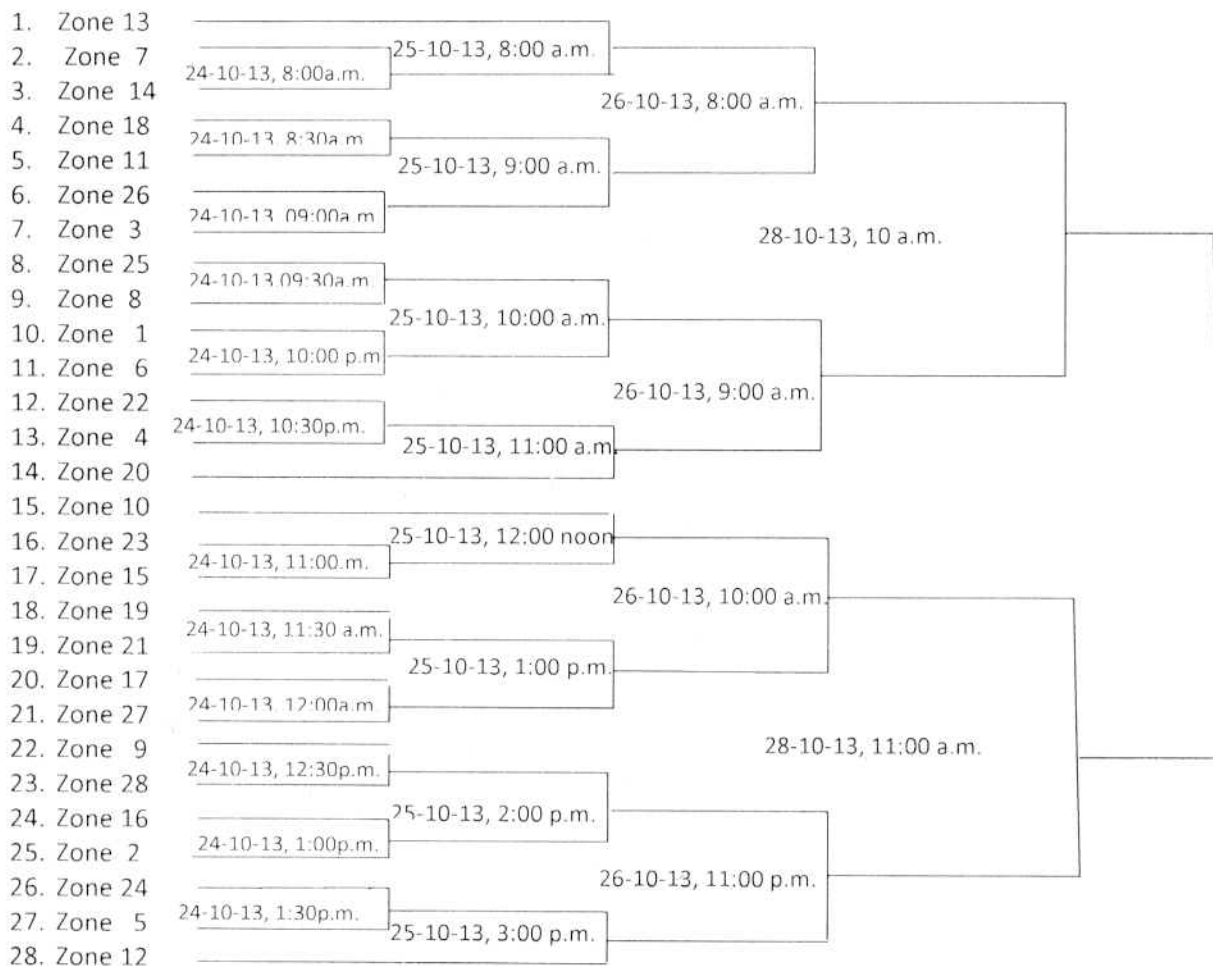 1. Zone 13
25-10-13, 8:00 a.m.
2. Zone 7
24-10-13, 8:00a.m.
3. Zone 14
26-10-13, 8:00 a.m.
4. Zone 18
24-10-13, 8:30a.m
5. Zone 11
25-10-13, 9:00 a.m.
6. Zone 26
24-10-13, 09:00a.m
7. Zone 3
28-10-13, 10 a.m.
8. Zone 25
24-10-13 09:30a.m.
9. Zone 8
25-10-13, 10:00 a.m.
10. Zone 1
24-10-13, 10:00 p.m
11. Zone 6
26-10-13, 9:00 a.m.
12. Zone 22
24-10-13, 10:30p.m.
13. Zone 4
25-10-13, 11:00 a.m.
14. Zone 20
15. Zone 10
25-10-13, 12:00 noon
16. Zone 23
24-10-13, 11:00.m.
17. Zone 15
26-10-13, 10:00 a.m.
18. Zone 19
24-10-13, 11:30 a.m.
19. Zone 21
25-10-13, 1:00 p.m.
20. Zone 17
24-10-13, 12:00a.m
21. Zone 27
28-10-13, 11:00 a.m.
22. Zone 9
24-10-13, 12:30p.m.
23. Zone 28
25-10-13, 2:00 p.m.
24. Zone 16
24-10-13, 1:00p.m.
25. Zone 2
26-10-13, 11:00 p.m.
26. Zone 24
24-10-13, 1:30p.m.
27. Zone 5
25-10-13, 3:00 p.m.
28. Zone 12